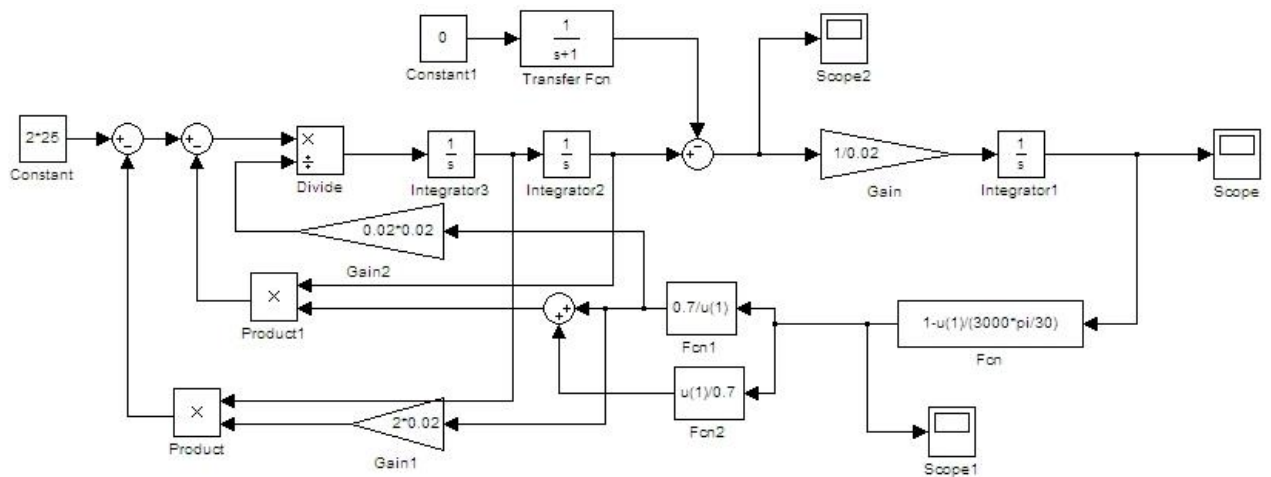 0
Constant1
1
s+1
Transfer Fcn
Scope2
2*25
Constant
+
−
+
−
×
÷
Divide
1
s
Integrator3
1
s
Integrator2
+
−
1/0.02
Gain
1
s
Integrator1
Scope
0.02*0.02
Gain2
×
Product1
+
+
0.7/u(1)
Fcn1
1-u(1)/(3000*pi/30)
Fcn
u(1)/0.7
Fcn2
×
Product
2*0.02
Gain1
Scope1